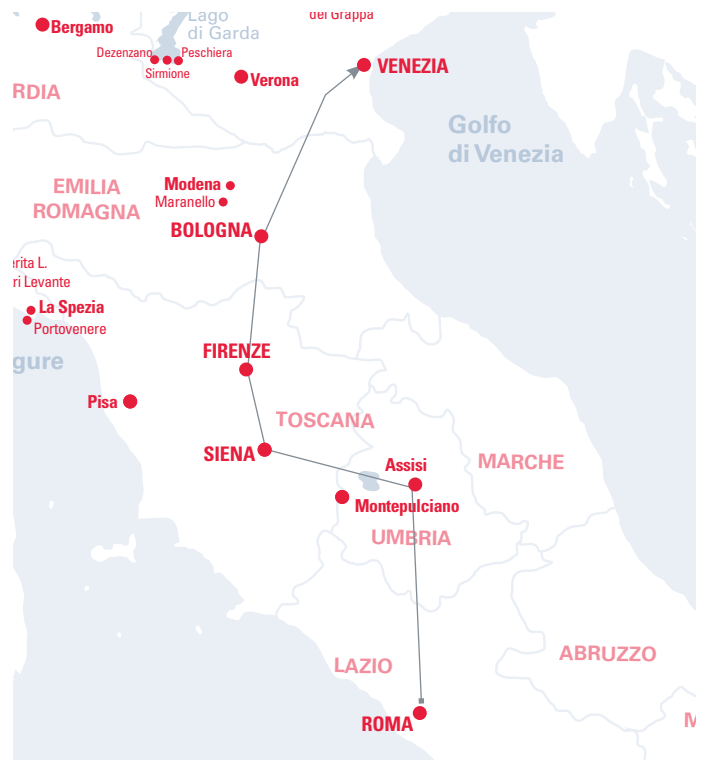 Lago
di Garda
del Grappa
Bergamo
Dezenzano
Peschiera
Sirmione
Verona
VENEZIA
RDIA
Golfo
di Venezia
EMILIA
ROMAGNA
Modena
Maranello
BOLOGNA
erita L.
ri Levante
La Spezia
Portovenere
gure
FIRENZE
Pisa
TOSCANA
SIENA
Assisi
MARCHE
Montepulciano
UMBRIA
LAZIO
ABRUZZO
ROMA
M